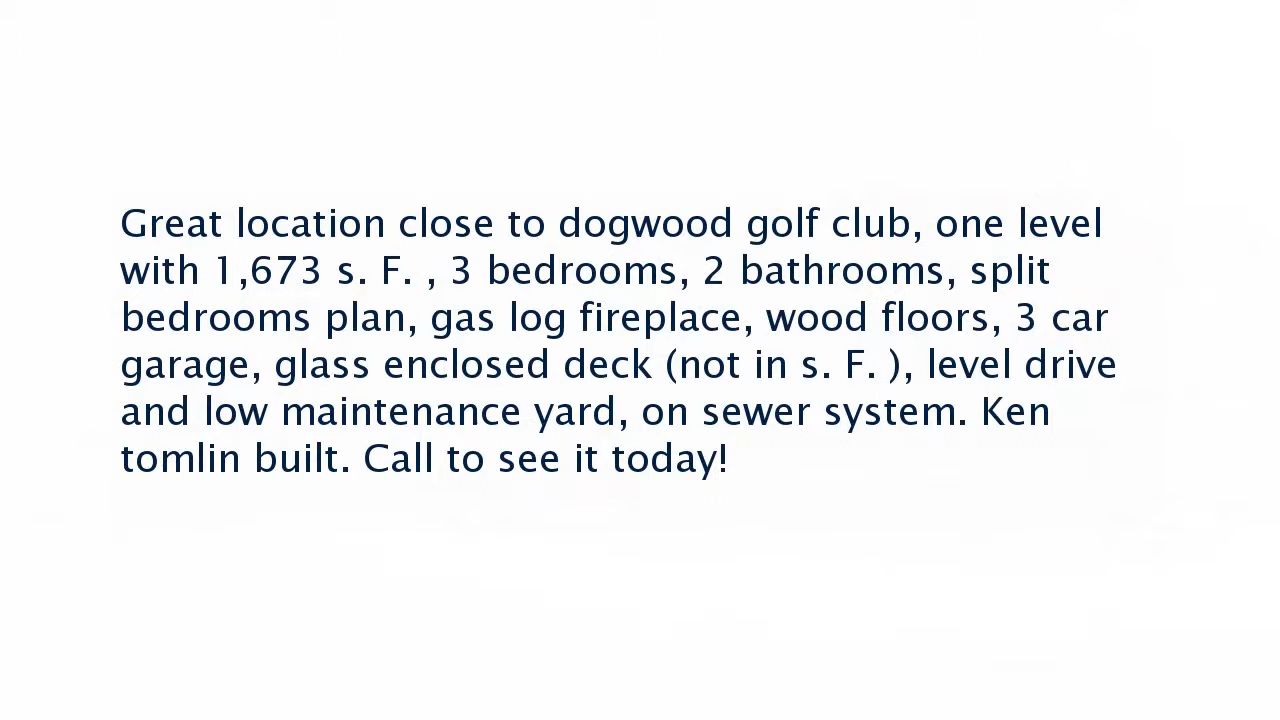 Great location close to dogwood golf club, one level
with 1,673 s. F. , 3 bedrooms, 2 bathrooms, split
bedrooms plan, gas log fireplace, wood floors, 3 car
garage, glass enclosed deck (not in s. F. ), level drive
and low maintenance yard, on sewer system. Ken
tomlin built. Call to see it today!